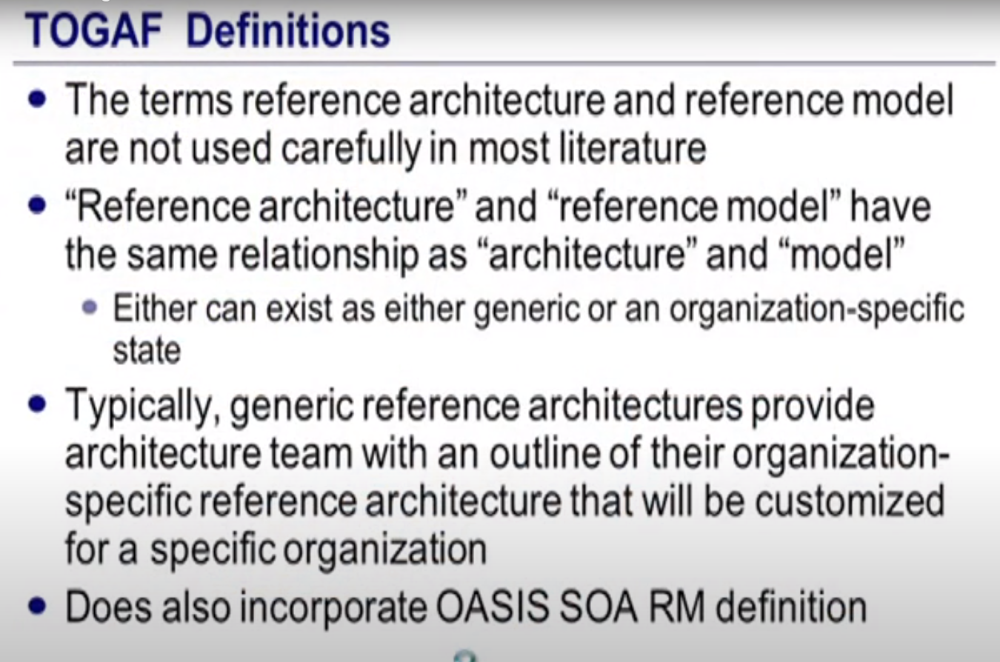 TOGAF Definitions
• The terms reference architecture and reference model
are not used carefully in most literature
• “Reference architecture” and “reference model” have
the same relationship as “architecture” and “model”
• Either can exist as either generic or an organization-specific
state
• Typically, generic reference architectures provide
architecture team with an outline of their organization-
specific reference architecture that will be customized
for a specific organization
• Does also incorporate OASIS SOA RM definition